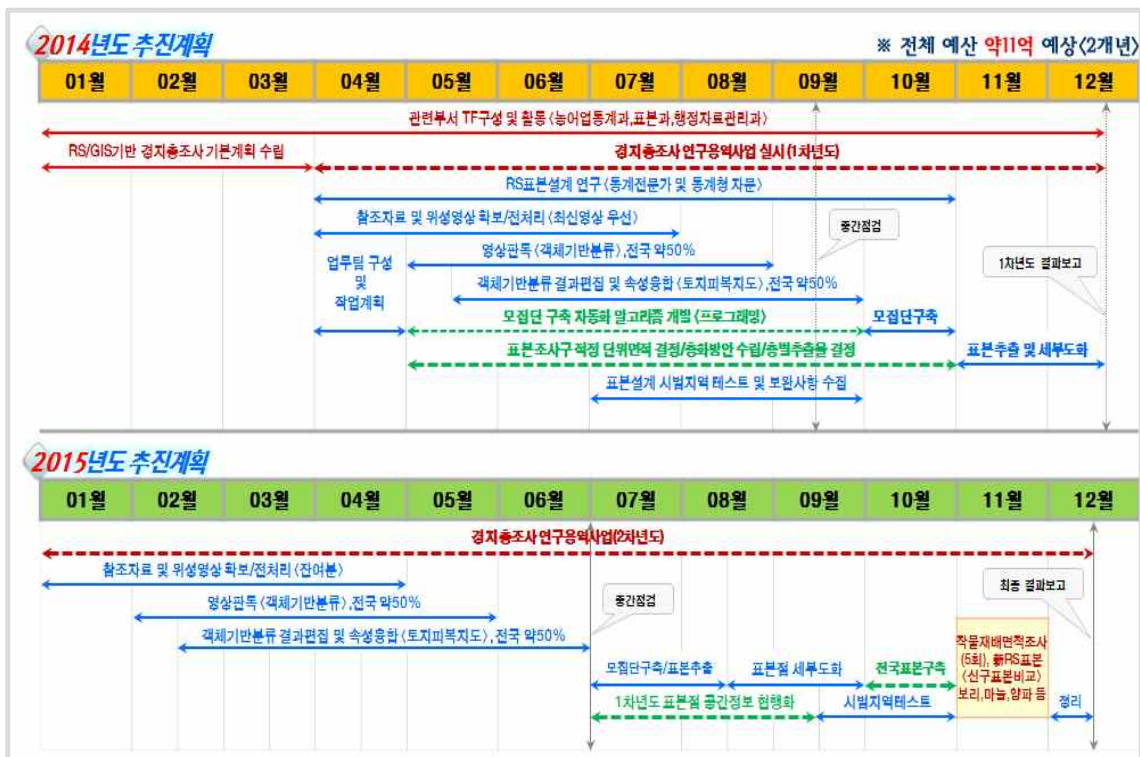 2014년도 추진계획
※ 전체 예산 약11억 예상<2개년>
01월 02월 03월 04월 05월 06월 07월 08월 09월 10월 11월 12월
관련부서 TF구성 및 활동<농어업통계과,표본과,행정자료관리과>
RS/GIS기반 경지총조사 기본계획 수립
경지총조사 연구용역사업 실시(1차년도)
RS표본설계 연구<통계전문가 및 통계청 자문>
참조자료 및 위성영상 확보/전처리<최신영상 우선>
중간점검
영상판독<객체기반분류>,전국 약50%
업무팀 구성
및
작업계획
1차년도 결과보고
객체기반분류 결과편집 및 속성융합<토지피복지도>,전국 약50%
모집단 구축 자동화 알고리즘 개발<프로그래밍>
모집단구축
표본조사구 적정 단위면적 결정/층화방안 수립/층별추출율 결정
표본추출 및 세부도화
표본설계 시범지역 테스트 및 보완사항 수집
2015년도 추진계획
01월 02월 03월 04월 05월 06월 07월 08월 09월 10월 11월 12월
경지총조사 연구용역사업(2차년도)
참조자료 및 위성영상 확보/전처리<잔여분>
최종 결과보고
영상판독<객체기반분류>,전국 약50%
중간점검
객체기반분류 결과편집 및 속성융합<토지피복지도>, 전국 약50%
작물재배면적조사
(5회), 新RS표본
<신구표본비교>
보리,마늘,양파 등
모집단구축/표본추출
표본점 세부도화
전국표본구축
1차년도 표본점 공간정보 현행화
시범지역테스트
정리